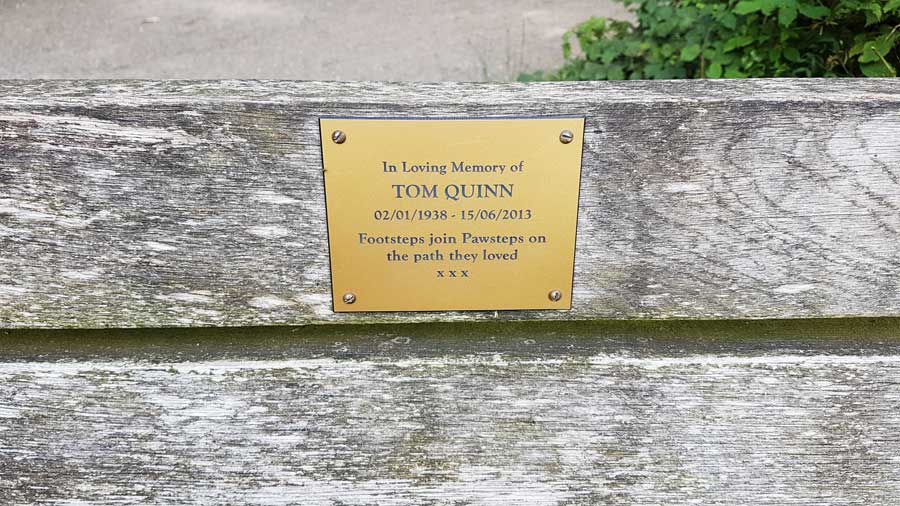 In Loving Memory of
TOM QUINN
02/01/1938 - 15/06/2013
Footsteps join Pawsteps on
the path they loved
x x x